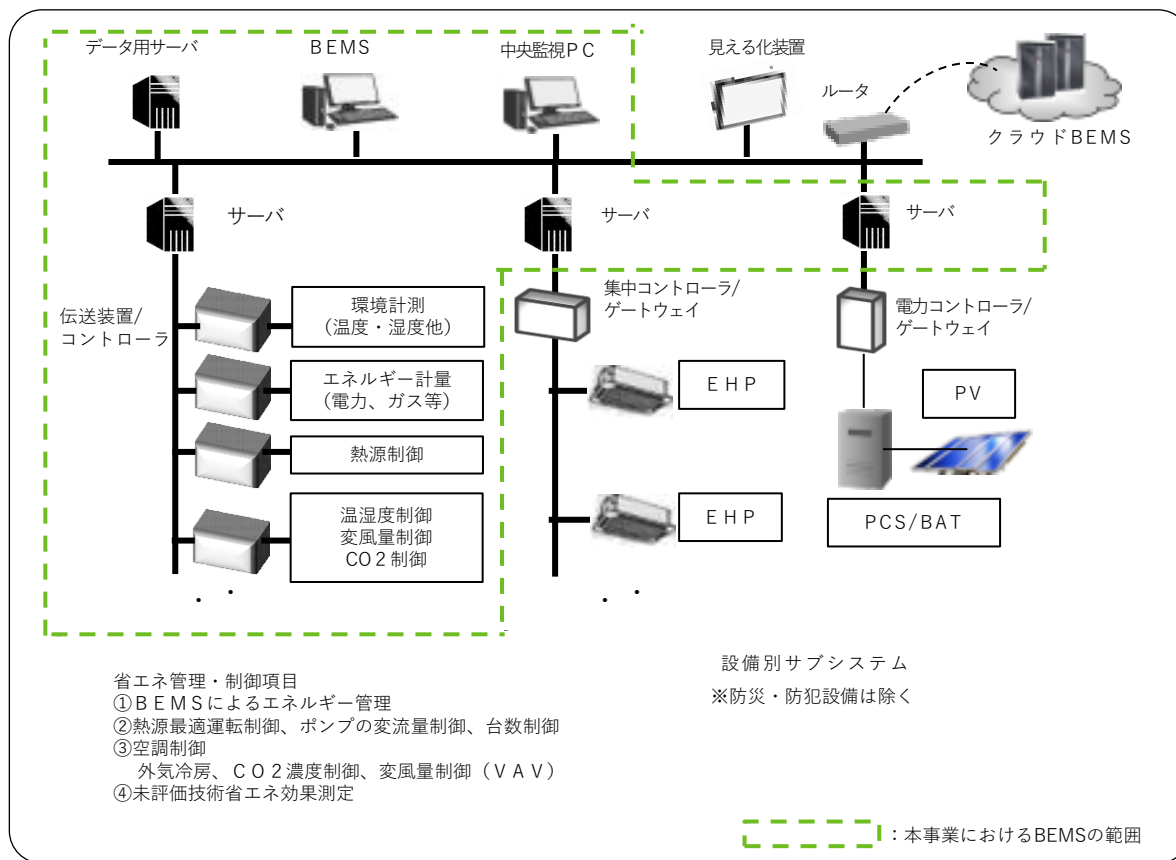 データ用サーバ
ＢＥＭＳ
中央監視ＰＣ
見える化装置
ルータ
クラウドBEMS
サーバ
サーバ
サーバ
伝送装置/
コントローラ
環境計測
（温度・湿度他）
エネルギー計量
（電力、ガス等）
熱源制御
温湿度制御
変風量制御
CO２制御
集中コントローラ/
ゲートウェイ
ＥＨＰ
ＥＨＰ
電力コントローラ/
ゲートウェイ
PV
PCS/BAT
省エネ管理・制御項目
①ＢＥＭＳによるエネルギー管理
②熱源最適運転制御、ポンプの変流量制御、台数制御
③空調制御
外気冷房、ＣＯ２濃度制御、変風量制御（ＶＡＶ）
④未評価技術省エネ効果測定
設備別サブシステム
※防災・防犯設備は除く
：本事業におけるBEMSの範囲